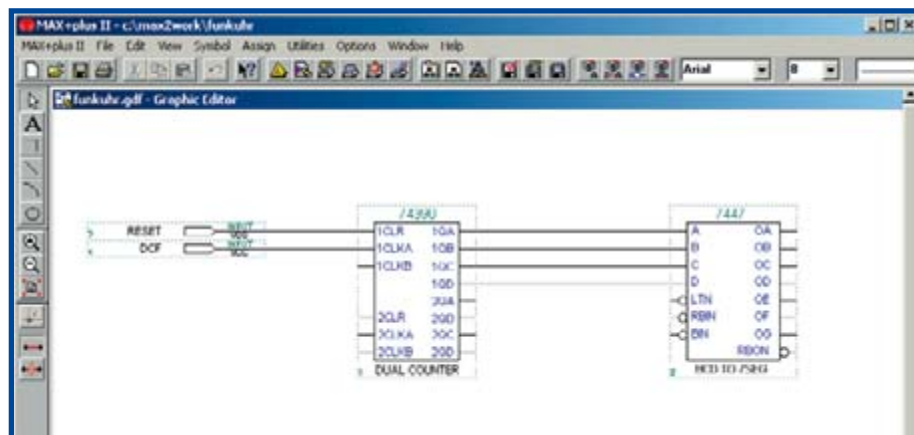 MAX+plus II - c:\max2work\funkuhr
MAX+plus II File Edit View Symbol Assign Utilities Options Window Help
Arial 8
funkuhr.gdf - Graphic Editor
74390 7447
RESET INPUT VCC 1CLR 1QA A OA
DCF INPUT VCC 1CLKA 1QB B OB
1CLKB 1QC C OC
1QD D OD
2QA LTN OE
2CLR 2QB RBIN OF
2CLKA 2QC BIN OG
2CLKB 2QD RBON
1 DUAL COUNTER BCD TO 7SEG